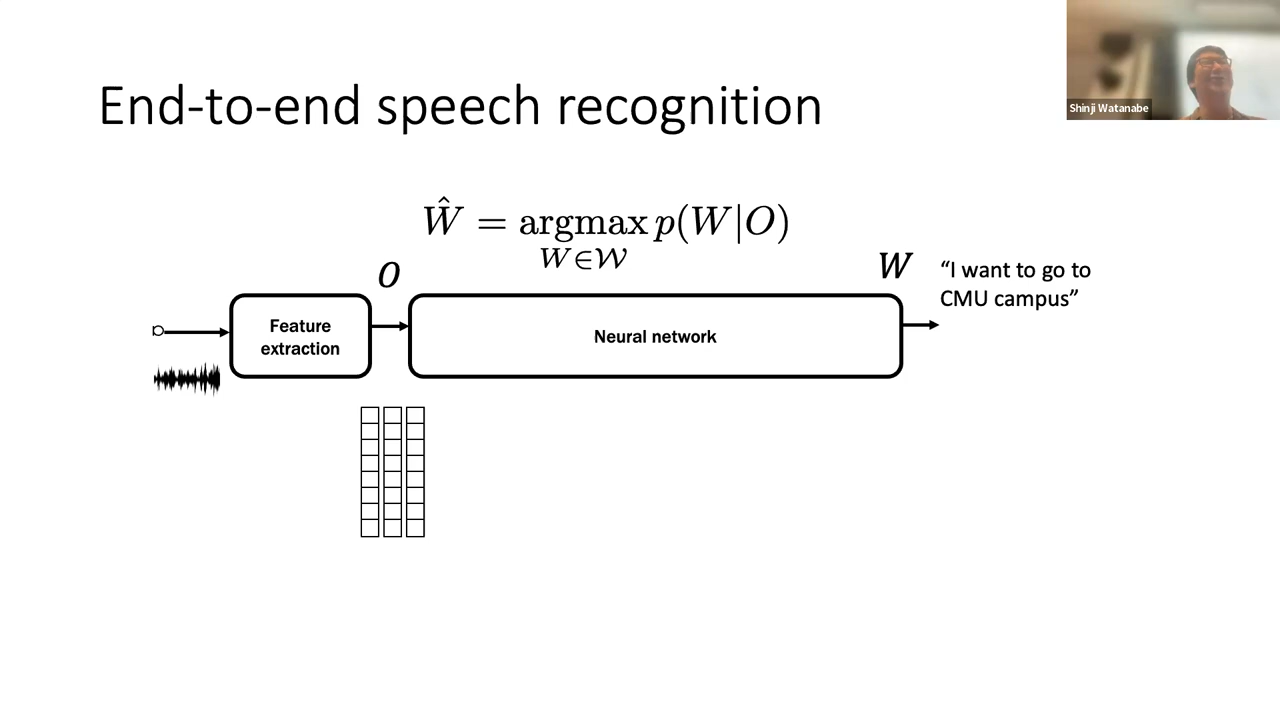 End-to-end speech recognition
Shinji Watanabe
Ŵ = argmax p(W|O)
W∈𝒲
O
W
“I want to go to
CMU campus”
Feature
extraction
Neural network